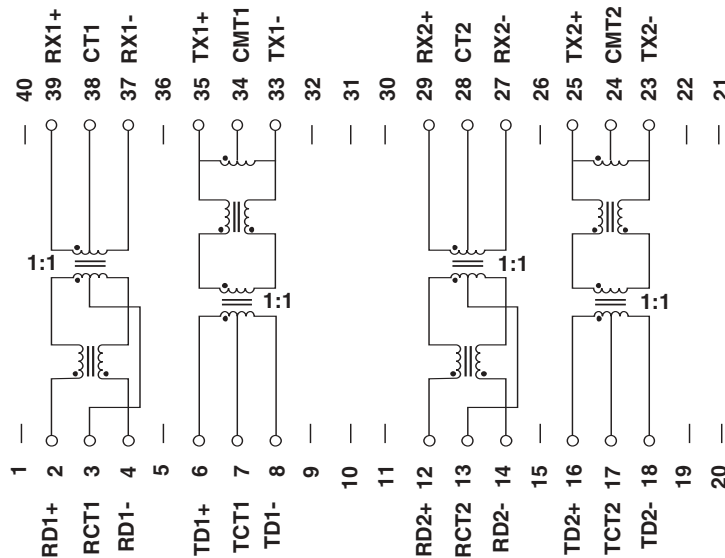 40
39 RX1+
38 CT1
37 RX1-
36
35 TX1+
34 CMT1
33 TX1-
32
31
30
29 RX2+
28 CT2
27 RX2-
26
25 TX2+
24 CMT2
23 TX2-
22
21
1:1
1:1
1:1
1:1
1
RD1+ 2
RCT1 3
RD1- 4
5
TD1+ 6
TCT1 7
TD1- 8
9
10
11
RD2+ 12
RCT2 13
RD2- 14
15
TD2+ 16
TCT2 17
TD2- 18
19
20